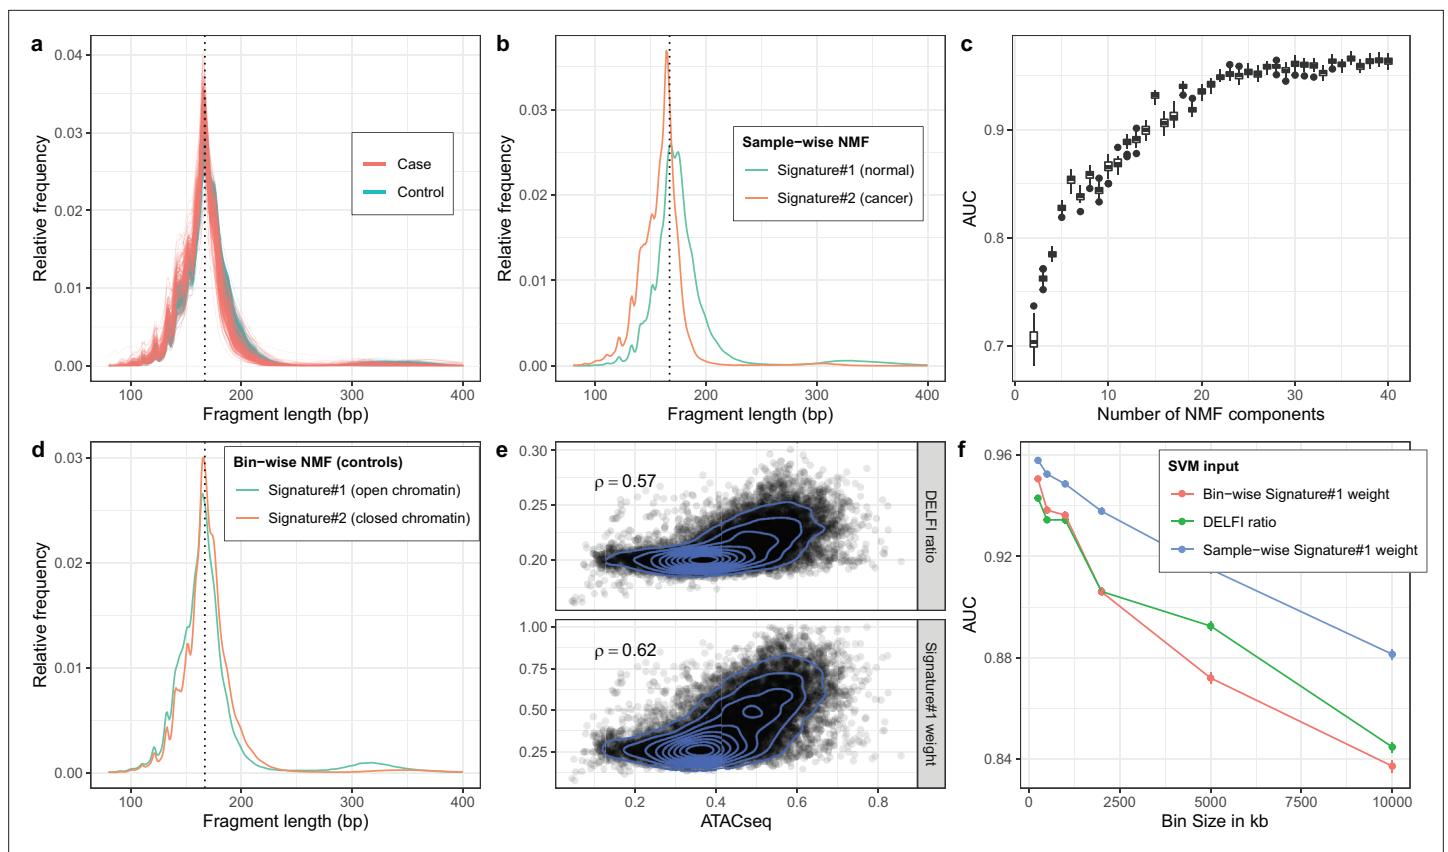 a
Relative frequency
0.04
0.03
0.02
0.01
0.00
Case
Control
100
200
300
400
Fragment length (bp)
b
Relative frequency
0.03
0.02
0.01
0.00
Sample−wise NMF
Signature#1 (normal)
Signature#2 (cancer)
100
200
300
400
Fragment length (bp)
c
AUC
0.9
0.8
0.7
0
10
20
30
40
Number of NMF components
d
Relative frequency
0.03
0.02
0.01
0.00
Bin−wise NMF (controls)
Signature#1 (open chromatin)
Signature#2 (closed chromatin)
100
200
300
400
Fragment length (bp)
e
0.30
0.25
0.20
ρ = 0.57
DELFI ratio
1.00
0.75
0.50
0.25
ρ = 0.62
Signature#1 weight
0.2
0.4
0.6
0.8
ATACseq
f
AUC
0.96
0.92
0.88
0.84
SVM input
Bin−wise Signature#1 weight
DELFI ratio
Sample−wise Signature#1 weight
0
2500
5000
7500
10000
Bin Size in kb